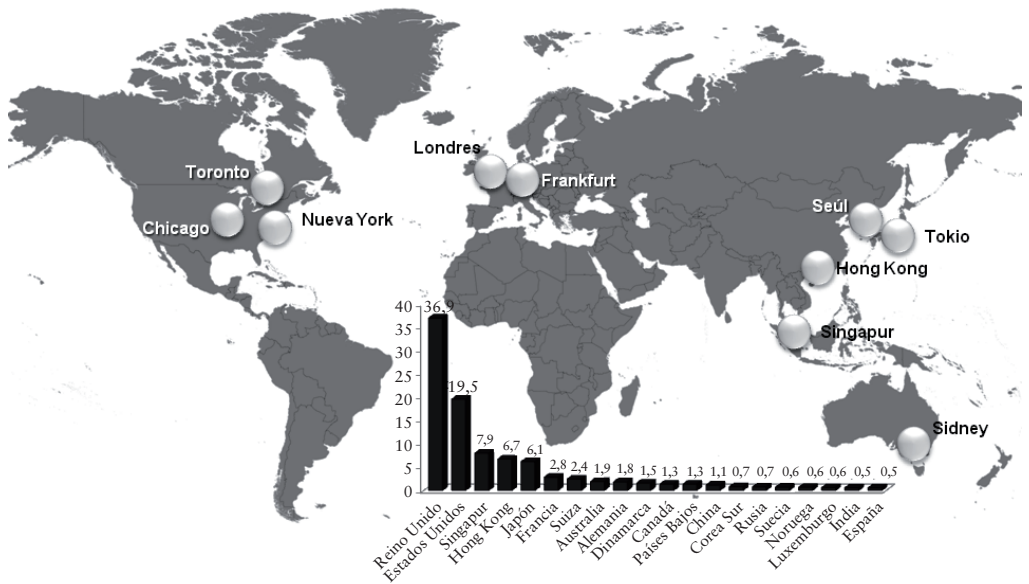 Londres
Toronto
Frankfurt
Chicago
Nueva York
Seúl
Tokio
Hong Kong
Singapur
Sidney
40
35
30
25
20
15
10
5
0
36,9
19,5
7,9
6,7
6,1
2,8
2,4
1,9
1,8
1,5
1,3
1,3
1,1
0,7
0,7
0,6
0,6
0,6
0,5
0,5
Reino Unido
Estados Unidos
Singapur
Hong Kong
Japón
Francia
Suiza
Australia
Alemania
Dinamarca
Canadá
Países Bajos
China
Corea Sur
Rusia
Suecia
Noruega
Luxemburgo
India
España